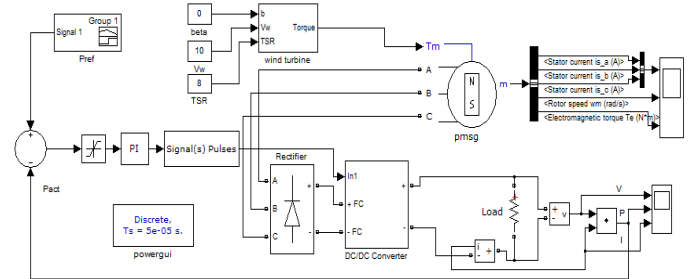 Group 1
Signal 1
Pref
0
beta
10
Vw
8
TSR
b
Vw
TSR
Torque
wind turbine
Tm
A
B
C
N
S
m
pmsg
<Stator current is_a (A)>
<Stator current is_b (A)>
<Stator current is_c (A)>
<Rotor speed wm (rad/s)>
<Electromagnetic torque Te (N*m)>
+
-
Pact
PI
Signal(s) Pulses
Rectifier
A
B
C
+
-
In1
+ FC
- FC
+
-
DC/DC Converter
Load
+
-
v
i
+
-
V
P
I
Discrete,
Ts = 5e-05 s.
powergui